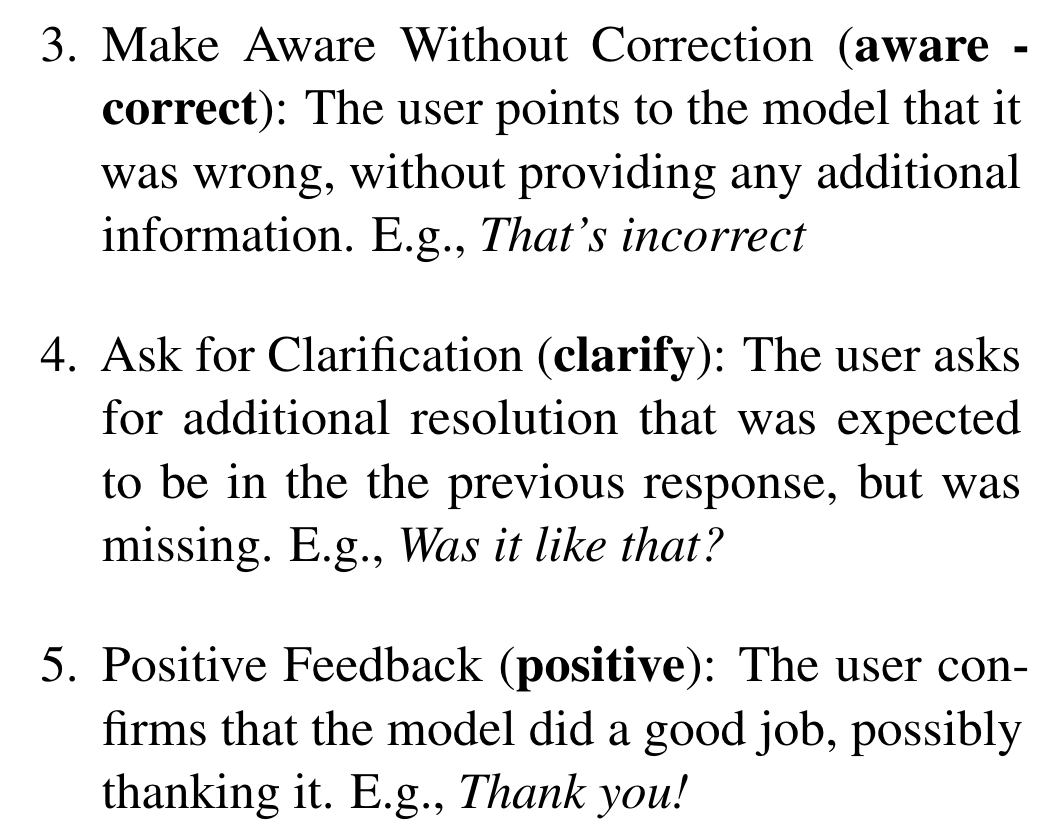 3. Make Aware Without Correction (aware -
correct): The user points to the model that it
was wrong, without providing any additional
information. E.g., That's incorrect
4. Ask for Clarification (clarify): The user asks
for additional resolution that was expected
to be in the the previous response, but was
missing. E.g., Was it like that?
5. Positive Feedback (positive): The user con-
firms that the model did a good job, possibly
thanking it. E.g., Thank you!